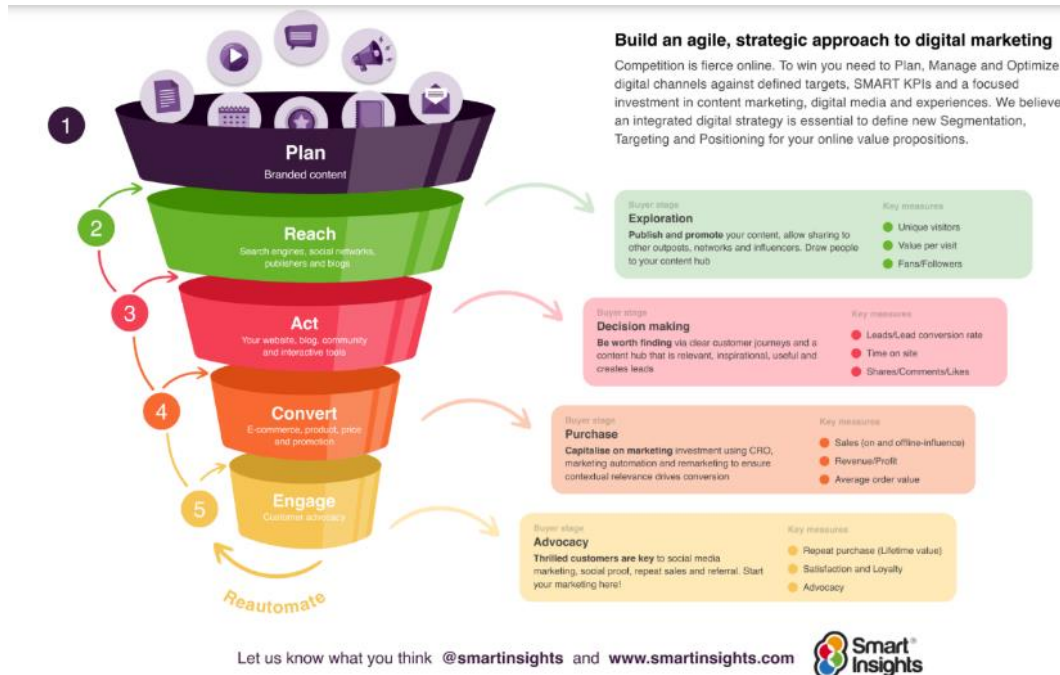 Build an agile, strategic approach to digital marketing
Competition is fierce online. To win you need to Plan, Manage and Optimize
digital channels against defined targets, SMART KPIs and a focused
investment in content marketing, digital media and experiences. We believe
an integrated digital strategy is essential to define new Segmentation,
Targeting and Positioning for your online value propositions.
1
Plan
Branded content
2
Reach
Search engines, social networks,
publishers and blogs
Buyer stage
Exploration
Publish and promote your content, allow sharing to
other outposts, networks and influencers. Draw people
to your content hub
Key measures
Unique visitors
Value per visit
Fans/Followers
3
Act
Your website, blog, community
and interactive tools
Buyer stage
Decision making
Be worth finding via clear customer journeys and a
content hub that is relevant, inspirational, useful and
creates leads
Key measures
Leads/Lead conversion rate
Time on site
Shares/Comments/Likes
4
Convert
E-commerce, product, price
and promotion
Buyer stage
Purchase
Capitalise on marketing investment using CRO,
marketing automation and remarketing to ensure
contextual relevance drives conversion
Key measures
Sales (on and offline-influence)
Revenue/Profit
Average order value
5
Engage
Customer advocacy
Buyer stage
Advocacy
Thrilled customers are key to social media
marketing, social proof, repeat sales and referral. Start
your marketing here!
Key measures
Repeat purchase (Lifetime value)
Satisfaction and Loyalty
Advocacy
Reautomate
Let us know what you think @smartinsights and www.smartinsights.com
Smart®
Insights